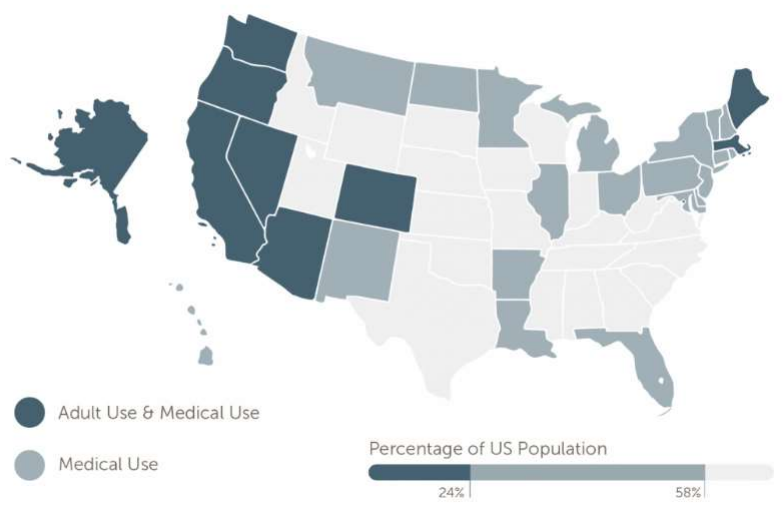 Adult Use & Medical Use
Medical Use
Percentage of US Population
24%
58%